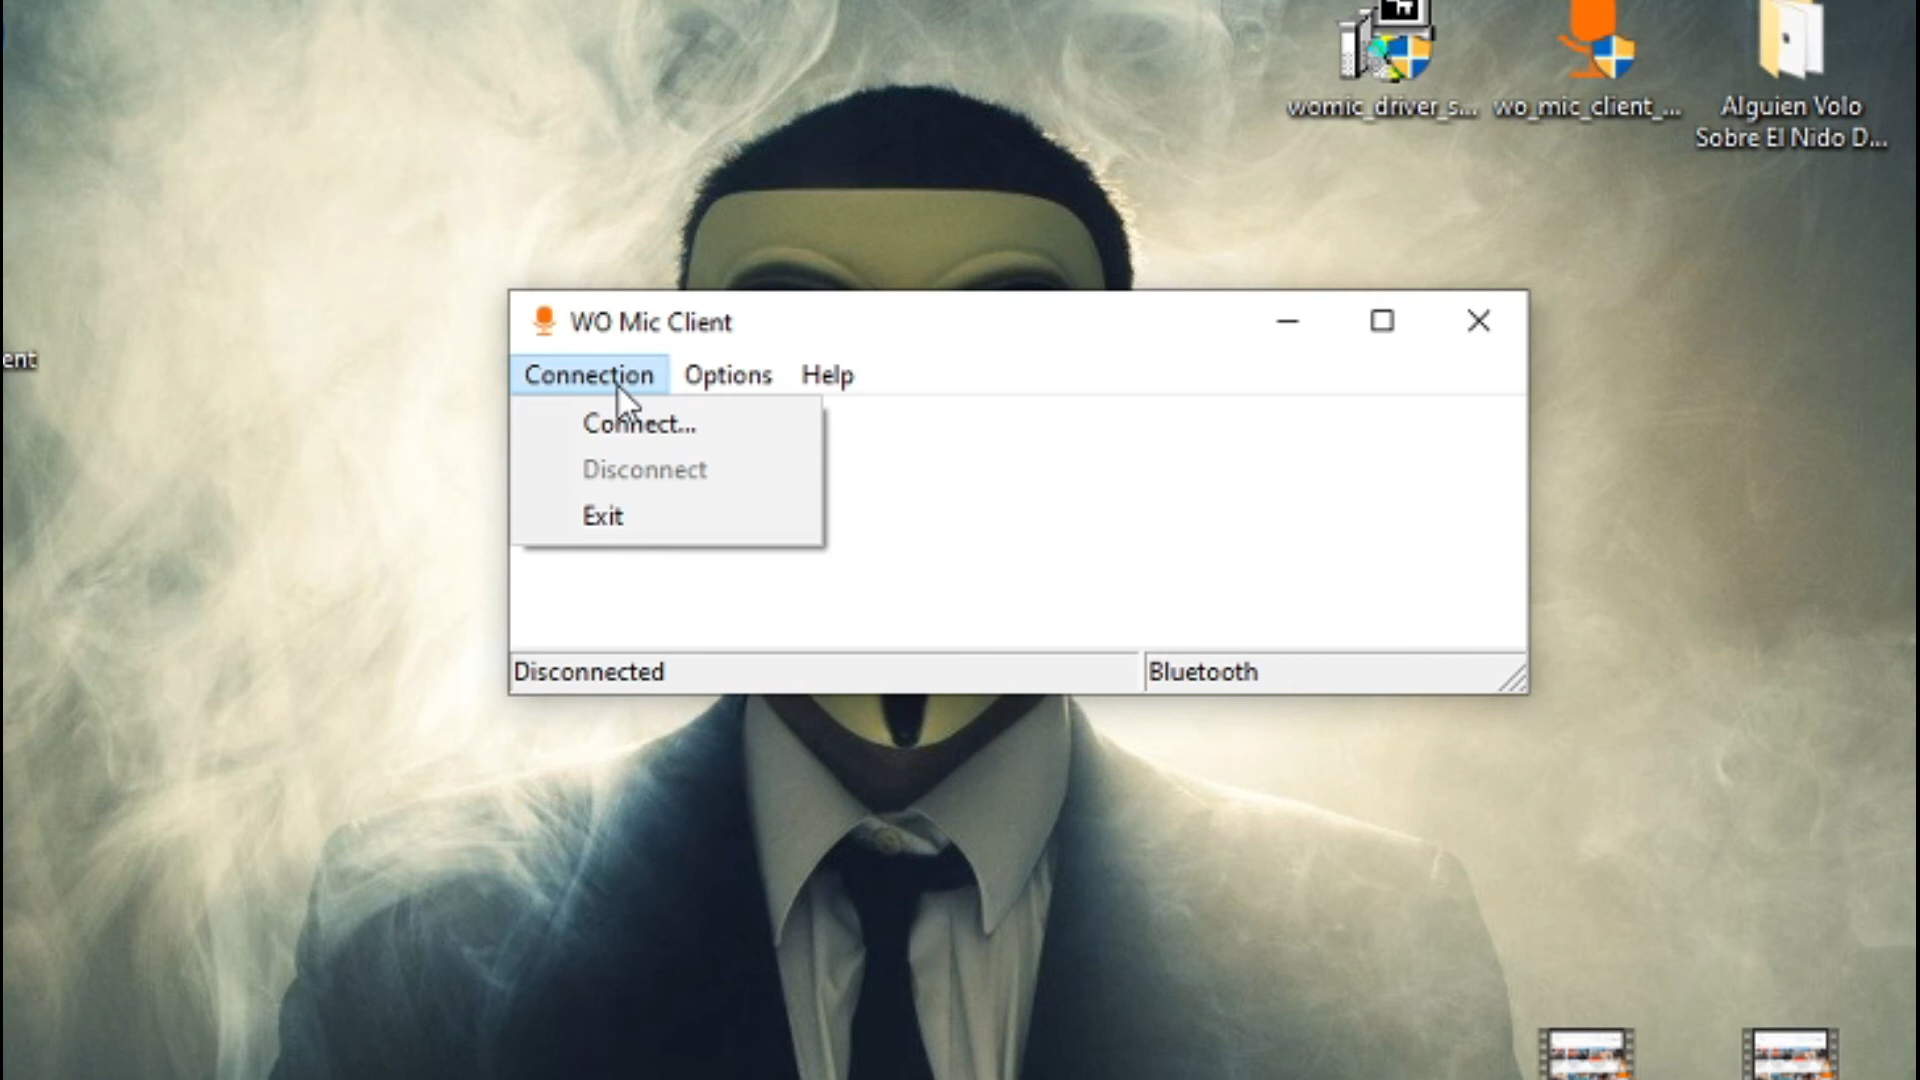 womic_driver_s...
wo_mic_client_...
Alguien Volo
Sobre El Nido D...
ent
WO Mic Client
Connection
Options
Help
Connect...
Disconnect
Exit
Disconnected
Bluetooth